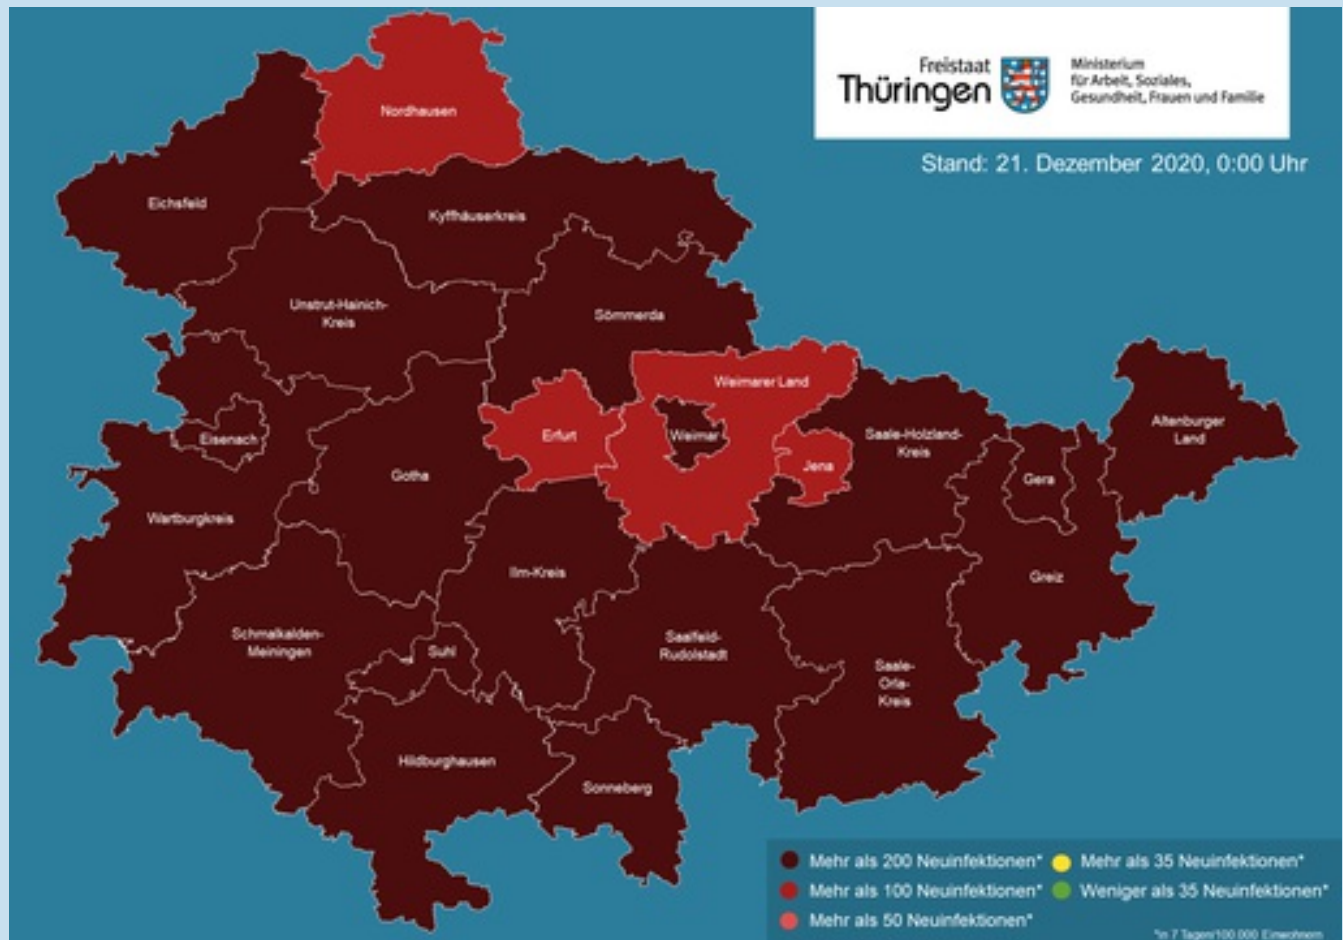 Freistaat
Thüringen
Ministerium
für Arbeit, Soziales,
Gesundheit, Frauen und Familie
Stand: 21. Dezember 2020, 0:00 Uhr
Nordhausen
Eichsfeld
Kyffhäuserkreis
Unstrut-Hainich-
Kreis
Sömmerda
Weimarer Land
Altenburger
Land
Eisenach
Erfurt
Weimar
Saale-Holzland-
Kreis
Jena
Gera
Gotha
Wartburgkreis
Ilm-Kreis
Greiz
Schmalkalden-
Meiningen
Suhl
Saalfeld-
Rudolstadt
Saale-
Orla-
Kreis
Hildburghausen
Sonneberg
Mehr als 200 Neuinfektionen*
Mehr als 100 Neuinfektionen*
Mehr als 50 Neuinfektionen*
Mehr als 35 Neuinfektionen*
Weniger als 35 Neuinfektionen*
*in 7 Tagen/100.000 Einwohnern